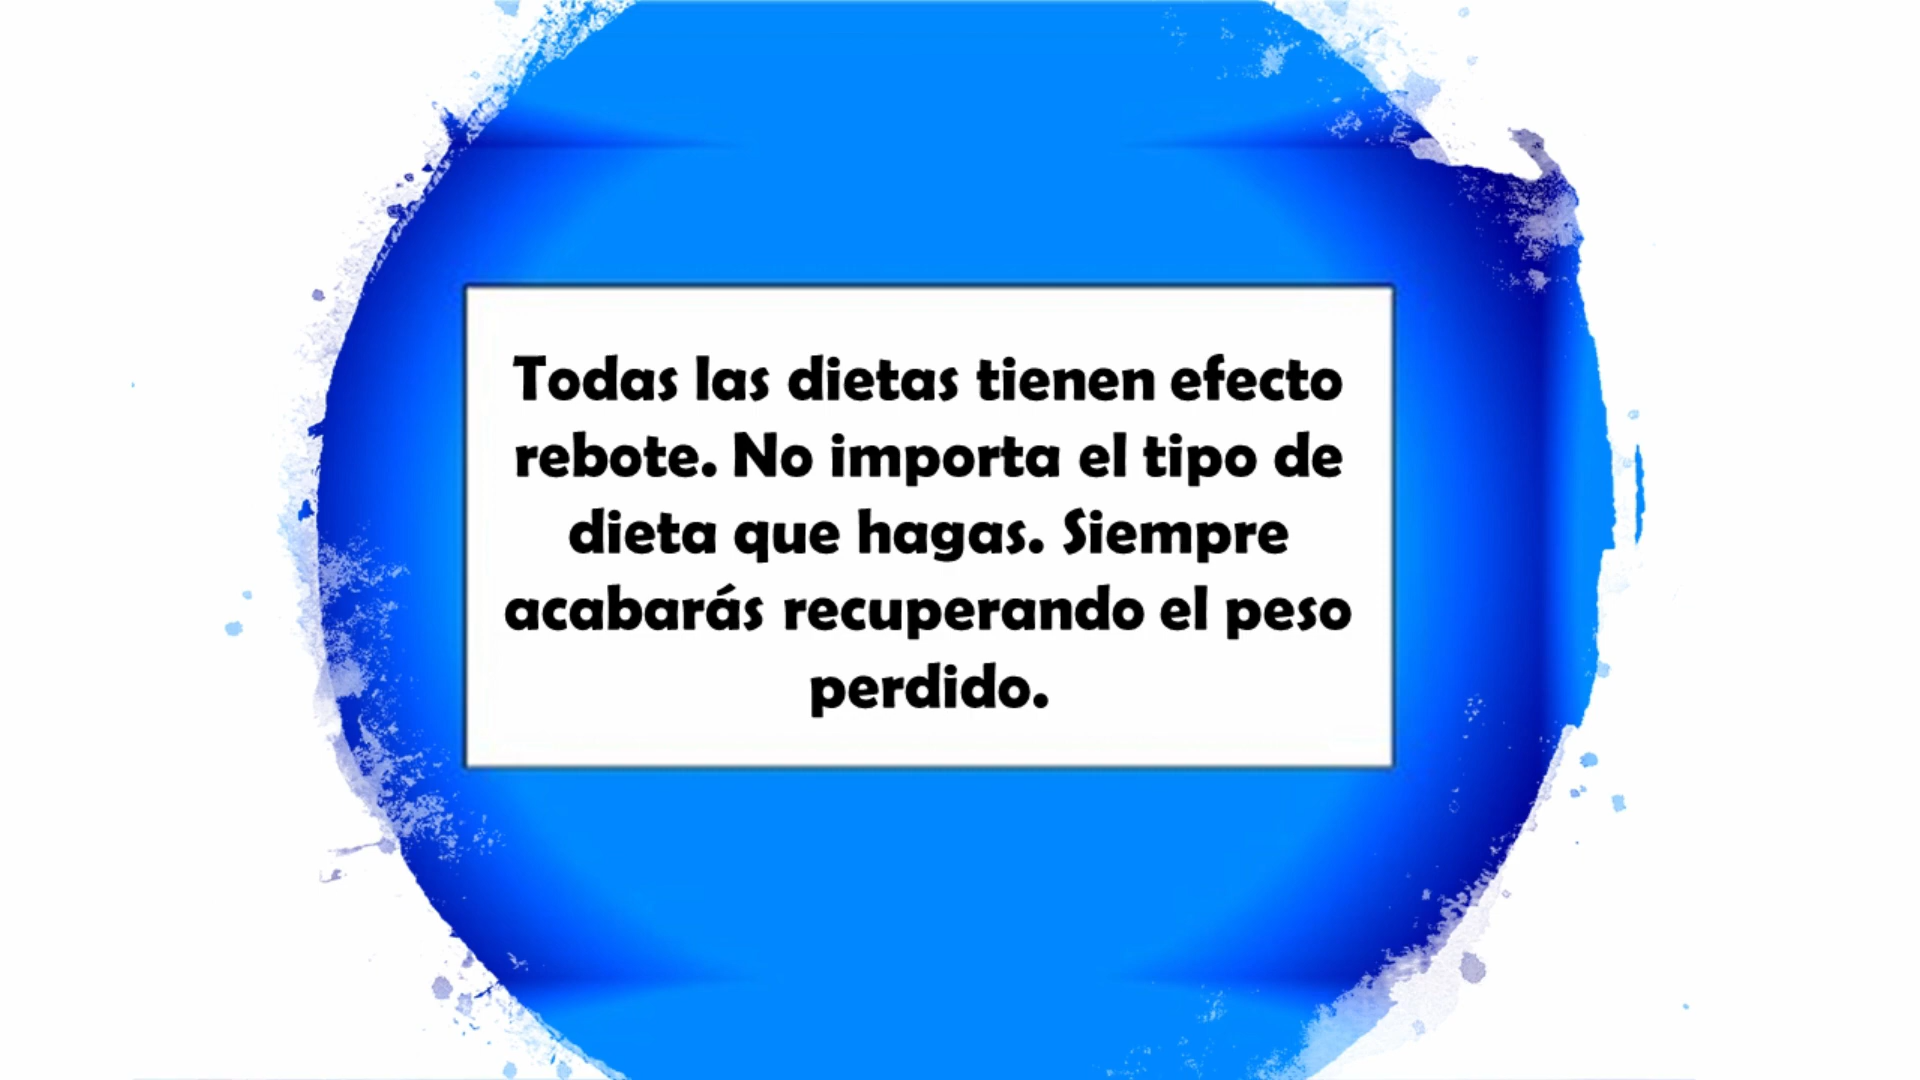 Todas las dietas tienen efecto
rebote. No importa el tipo de
dieta que hagas. Siempre
acabarás recuperando el peso
perdido.